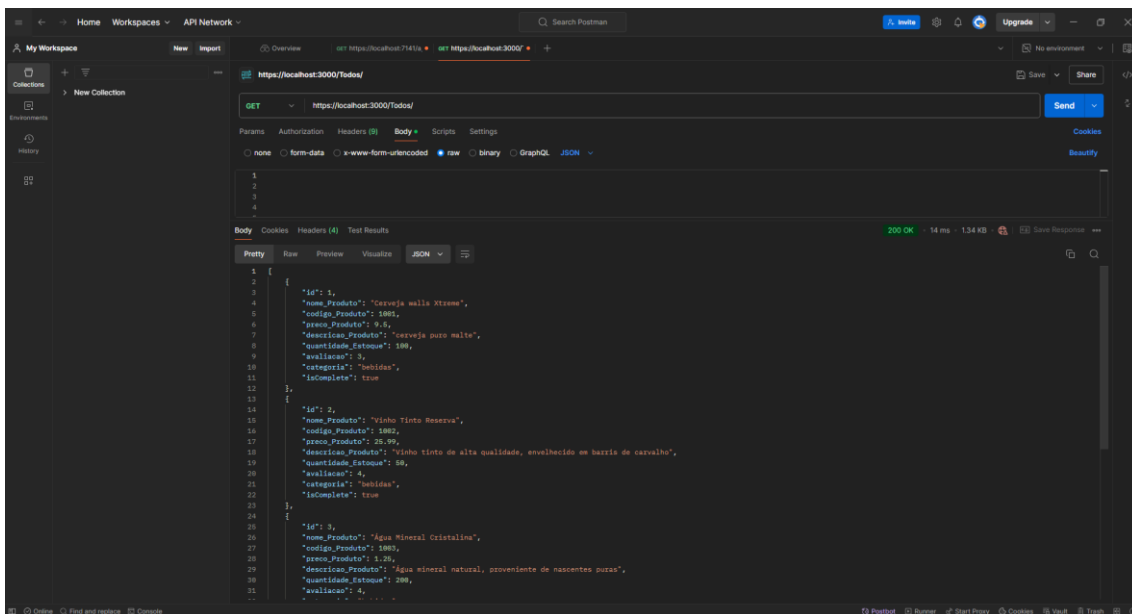 Home Workspaces API Network Search Postman Invite Upgrade
My Workspace New Import Overview GET https://localhost:7141/a GET https://localhost:3000/ No environment
Collections
Environments
History
New Collection
https://localhost:3000/Todos/ Save Share
GET https://localhost:3000/Todos/ Send
Params Authorization Headers (9) Body Scripts Settings Cookies
none form-data x-www-form-urlencoded raw binary GraphQL JSON Beautify
1
2
3
4
Body Cookies Headers (4) Test Results 200 OK 14 ms 1.34 KB Save Response
Pretty Raw Preview Visualize JSON
1 [
2 {
3 "id": 1,
4 "nome_Produto": "Cerveja walls Xtreme",
5 "codigo_Produto": 1001,
6 "preco_Produto": 9.5,
7 "descricao_Produto": "cerveja puro malte",
8 "quantidade_Estoque": 100,
9 "avaliacao": 3,
10 "categoria": "bebidas",
11 "isComplete": true
12 },
13 {
14 "id": 2,
15 "nome_Produto": "Vinho Tinto Reserva",
16 "codigo_Produto": 1002,
17 "preco_Produto": 25.99,
18 "descricao_Produto": "Vinho tinto de alta qualidade, envelhecido em barris de carvalho",
19 "quantidade_Estoque": 50,
20 "avaliacao": 4,
21 "categoria": "bebidas",
22 "isComplete": true
23 },
24 {
25 "id": 3,
26 "nome_Produto": "Água Mineral Cristalina",
27 "codigo_Produto": 1003,
28 "preco_Produto": 1.25,
29 "descricao_Produto": "Água mineral natural, proveniente de nascentes puras",
30 "quantidade_Estoque": 200,
31 "avaliacao": 4,
Online Find and replace Console Postbot Runner Start Proxy Cookies Vault Trash